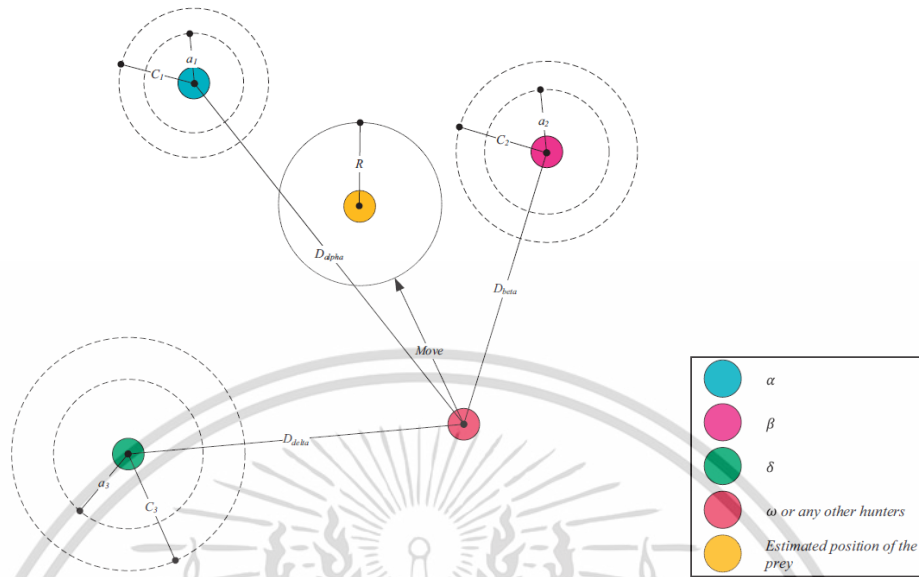 a1
C1
a2
C2
R
Dalpha
Dbeta
Move
Ddelta
a3
C3
α
β
δ
ω or any other hunters
Estimated position of the
prey